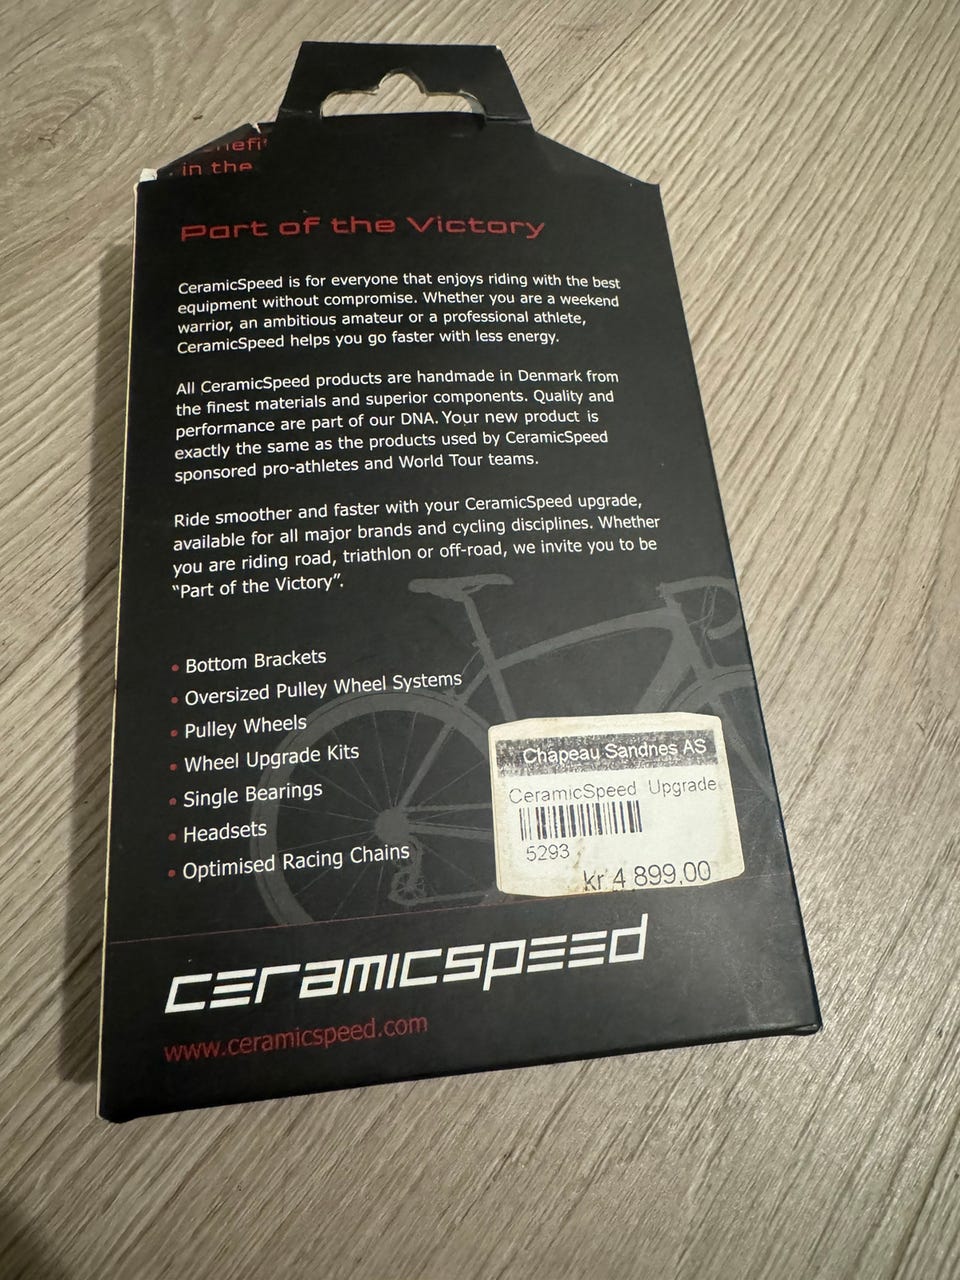 in the
Part of the Victory
CeramicSpeed is for everyone that enjoys riding with the best
equipment without compromise. Whether you are a weekend
warrior, an ambitious amateur or a professional athlete,
CeramicSpeed helps you go faster with less energy.
All CeramicSpeed products are handmade in Denmark from
the finest materials and superior components. Quality and
performance are part of our DNA. Your new product is
exactly the same as the products used by CeramicSpeed
sponsored pro-athletes and World Tour teams.
Ride smoother and faster with your CeramicSpeed upgrade,
available for all major brands and cycling disciplines. Whether
you are riding road, triathlon or off-road, we invite you to be
“Part of the Victory”.
• Bottom Brackets
• Oversized Pulley Wheel Systems
• Pulley Wheels
• Wheel Upgrade Kits
• Single Bearings
• Headsets
• Optimised Racing Chains
Chapeau Sandnes AS
CeramicSpeed Upgrade
5293
kr 4 899,00
ceramicspeed
www.ceramicspeed.com